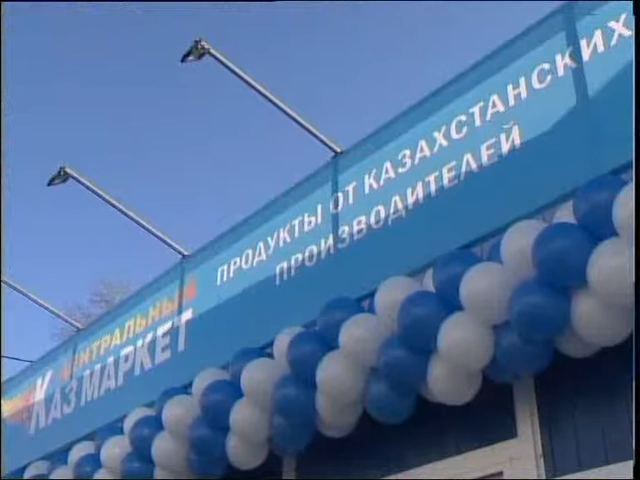 ЦЕНТРАЛЬНЫЙ
КАЗМАРКЕТ
ПРОДУКТЫ ОТ КАЗАХСТАНСКИХ
ПРОИЗВОДИТЕЛЕЙ